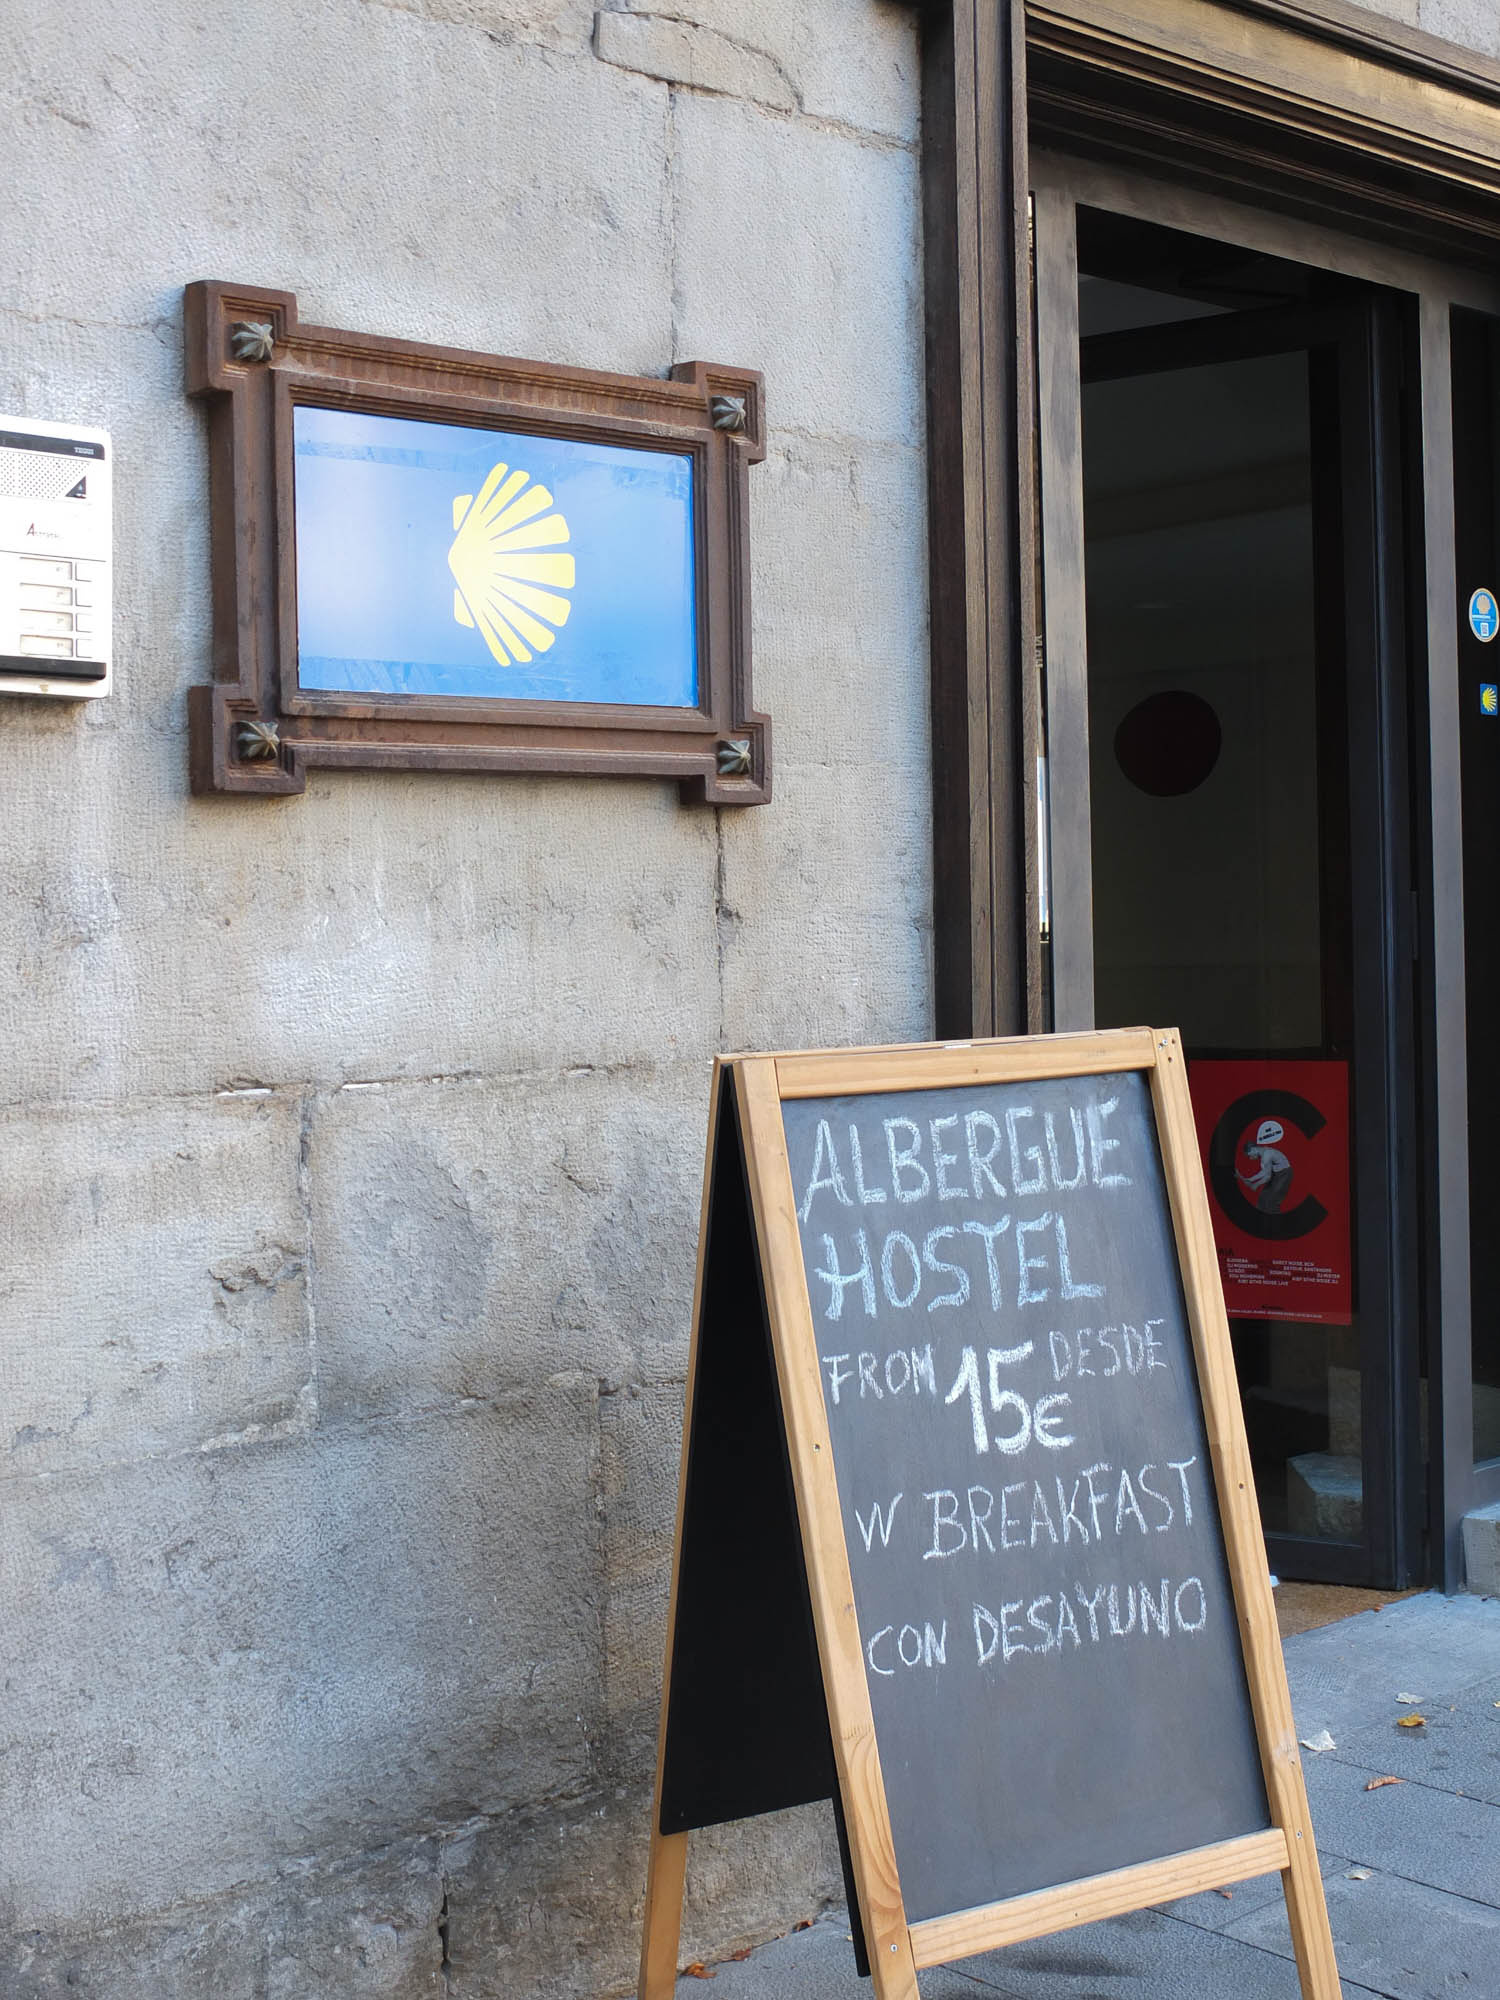 ALBERGUE
HOSTEL
FROM 15€ DESDE
W BREAKFAST
CON DESAYUNO
C